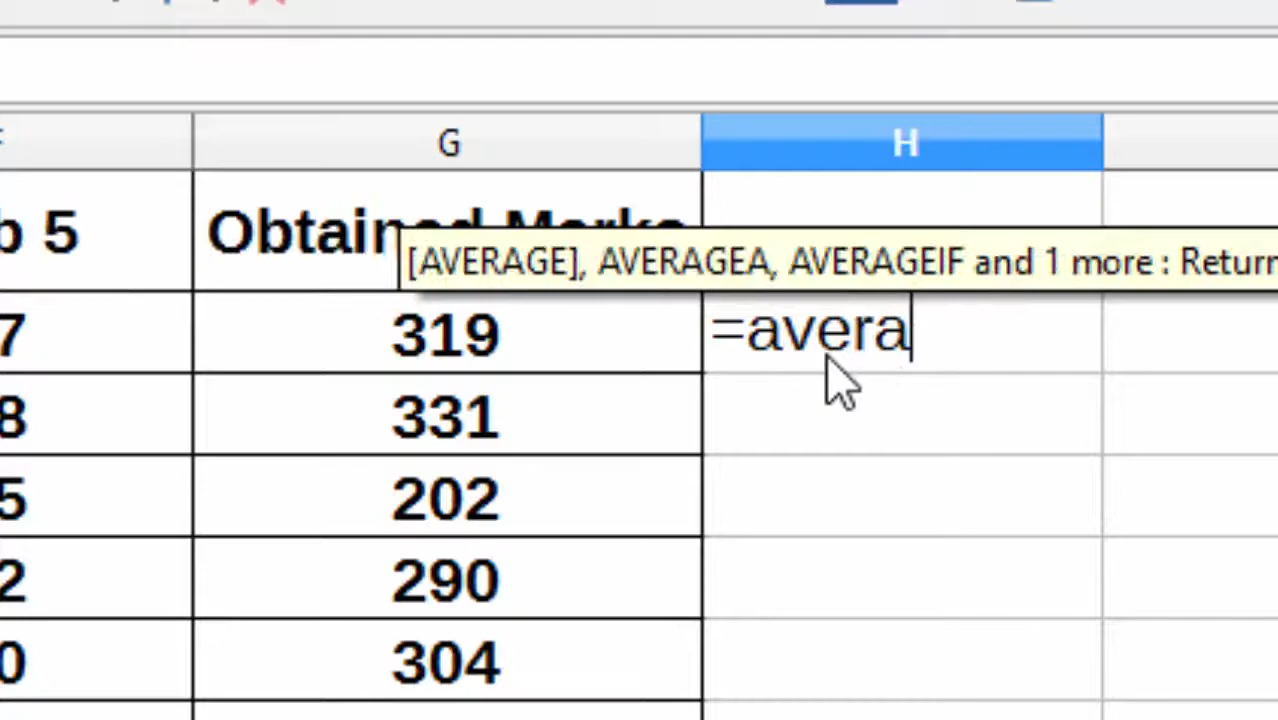 G H
b 5 Obtained Marks
[AVERAGE], AVERAGEA, AVERAGEIF and 1 more : Return
7 319 =avera
8 331
5 202
2 290
0 304